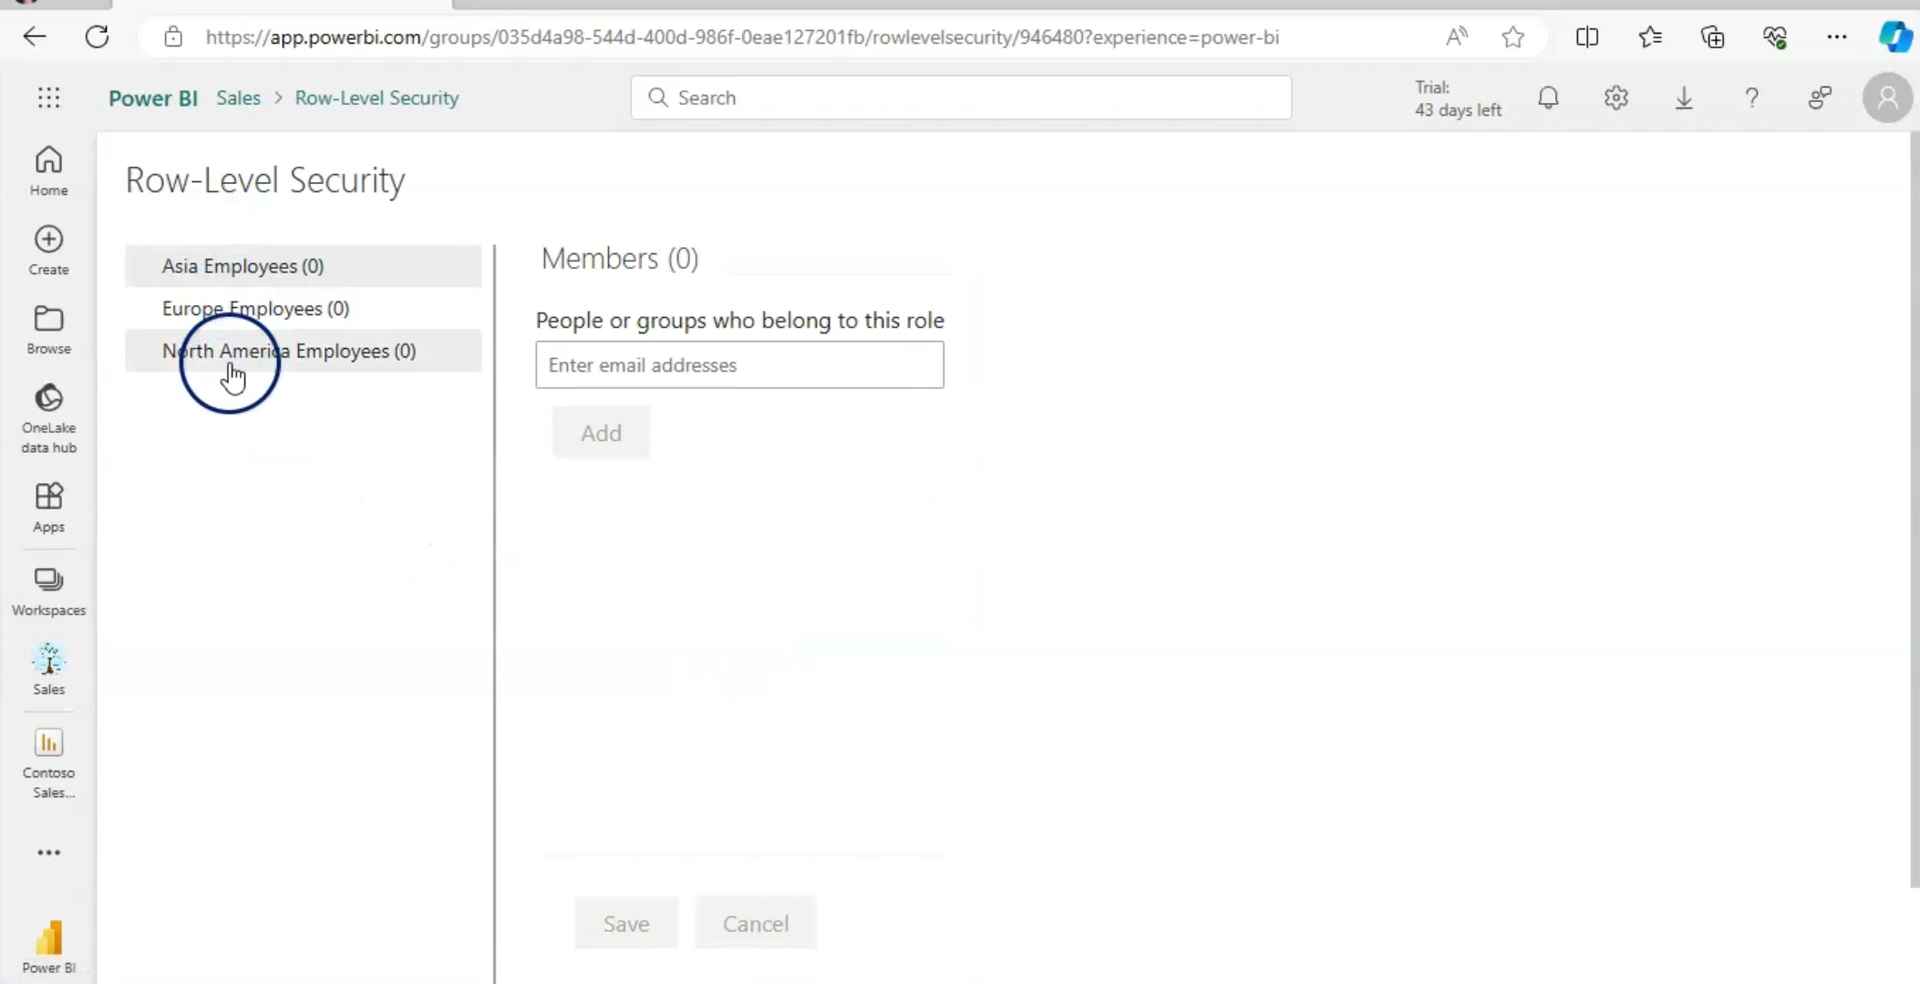 https://app.powerbi.com/groups/035d4a98-544d-400d-986f-0eae127201fb/rowlevelsecurity/946480?experience=power-bi
Power BI Sales > Row-Level Security
Search
Trial:
43 days left
Home
Create
Browse
OneLake
data hub
Apps
Workspaces
Sales
Contoso
Sales...
Power BI
Row-Level Security
Asia Employees (0)
Europe Employees (0)
North America Employees (0)
Members (0)
People or groups who belong to this role
Enter email addresses
Add
Save
Cancel